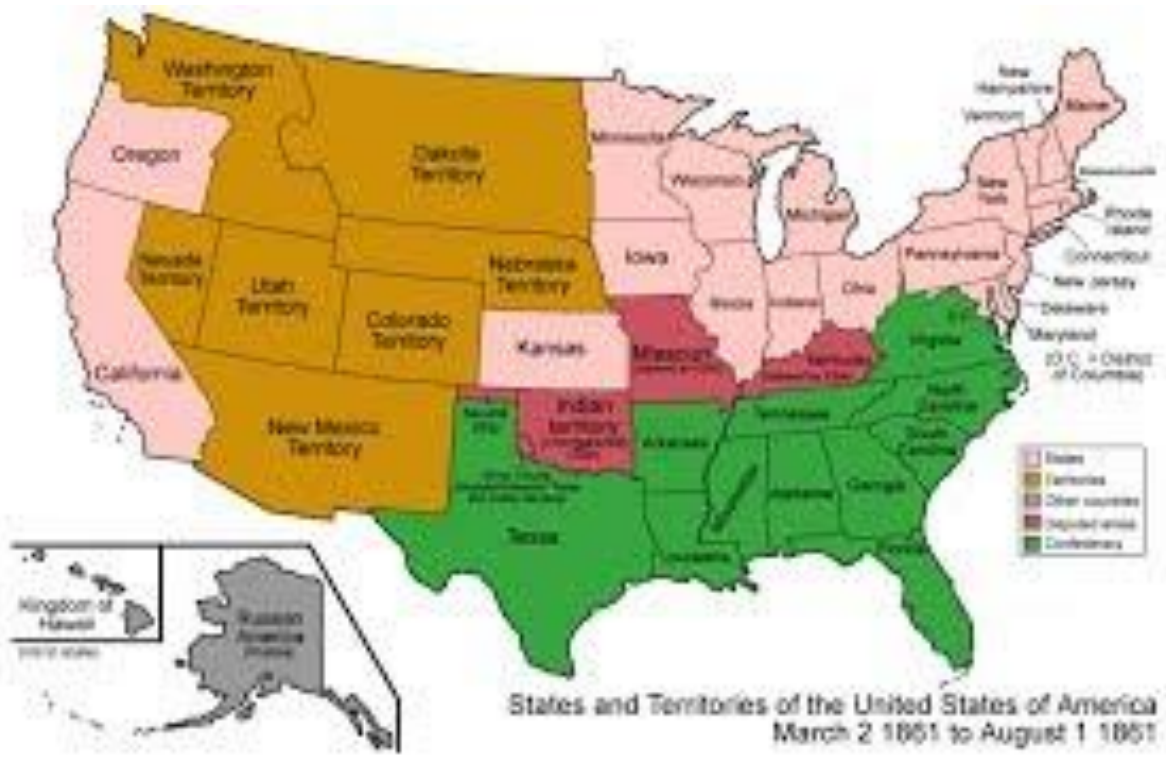 Washington
Territory
Oregon
Dakota
Territory
Minnesota
Wisconsin
Michigan
New
Hampshire
Vermont
Maine
New
York
Massachusetts
Rhode
Island
Connecticut
New Jersey
Delaware
Maryland
(D.C. = District
of Columbia)
Pennsylvania
Nevada
Territory
Utah
Territory
Nebraska
Territory
Iowa
Illinois
Indiana
Ohio
Colorado
Territory
Kansas
Missouri
Kentucky
Virginia
California
New Mexico
Territory
Indian
territory
Arkansas
Tennessee
North
Carolina
South
Carolina
Neutral
Strip
Texas
Mississippi
Alabama
Georgia
Louisiana
Florida
States
Territories
Other countries
Disputed areas
Confederacy
Kingdom of
Hawaii
Russian
America
(Russia)
States and Territories of the United States of America
March 2 1861 to August 1 1861